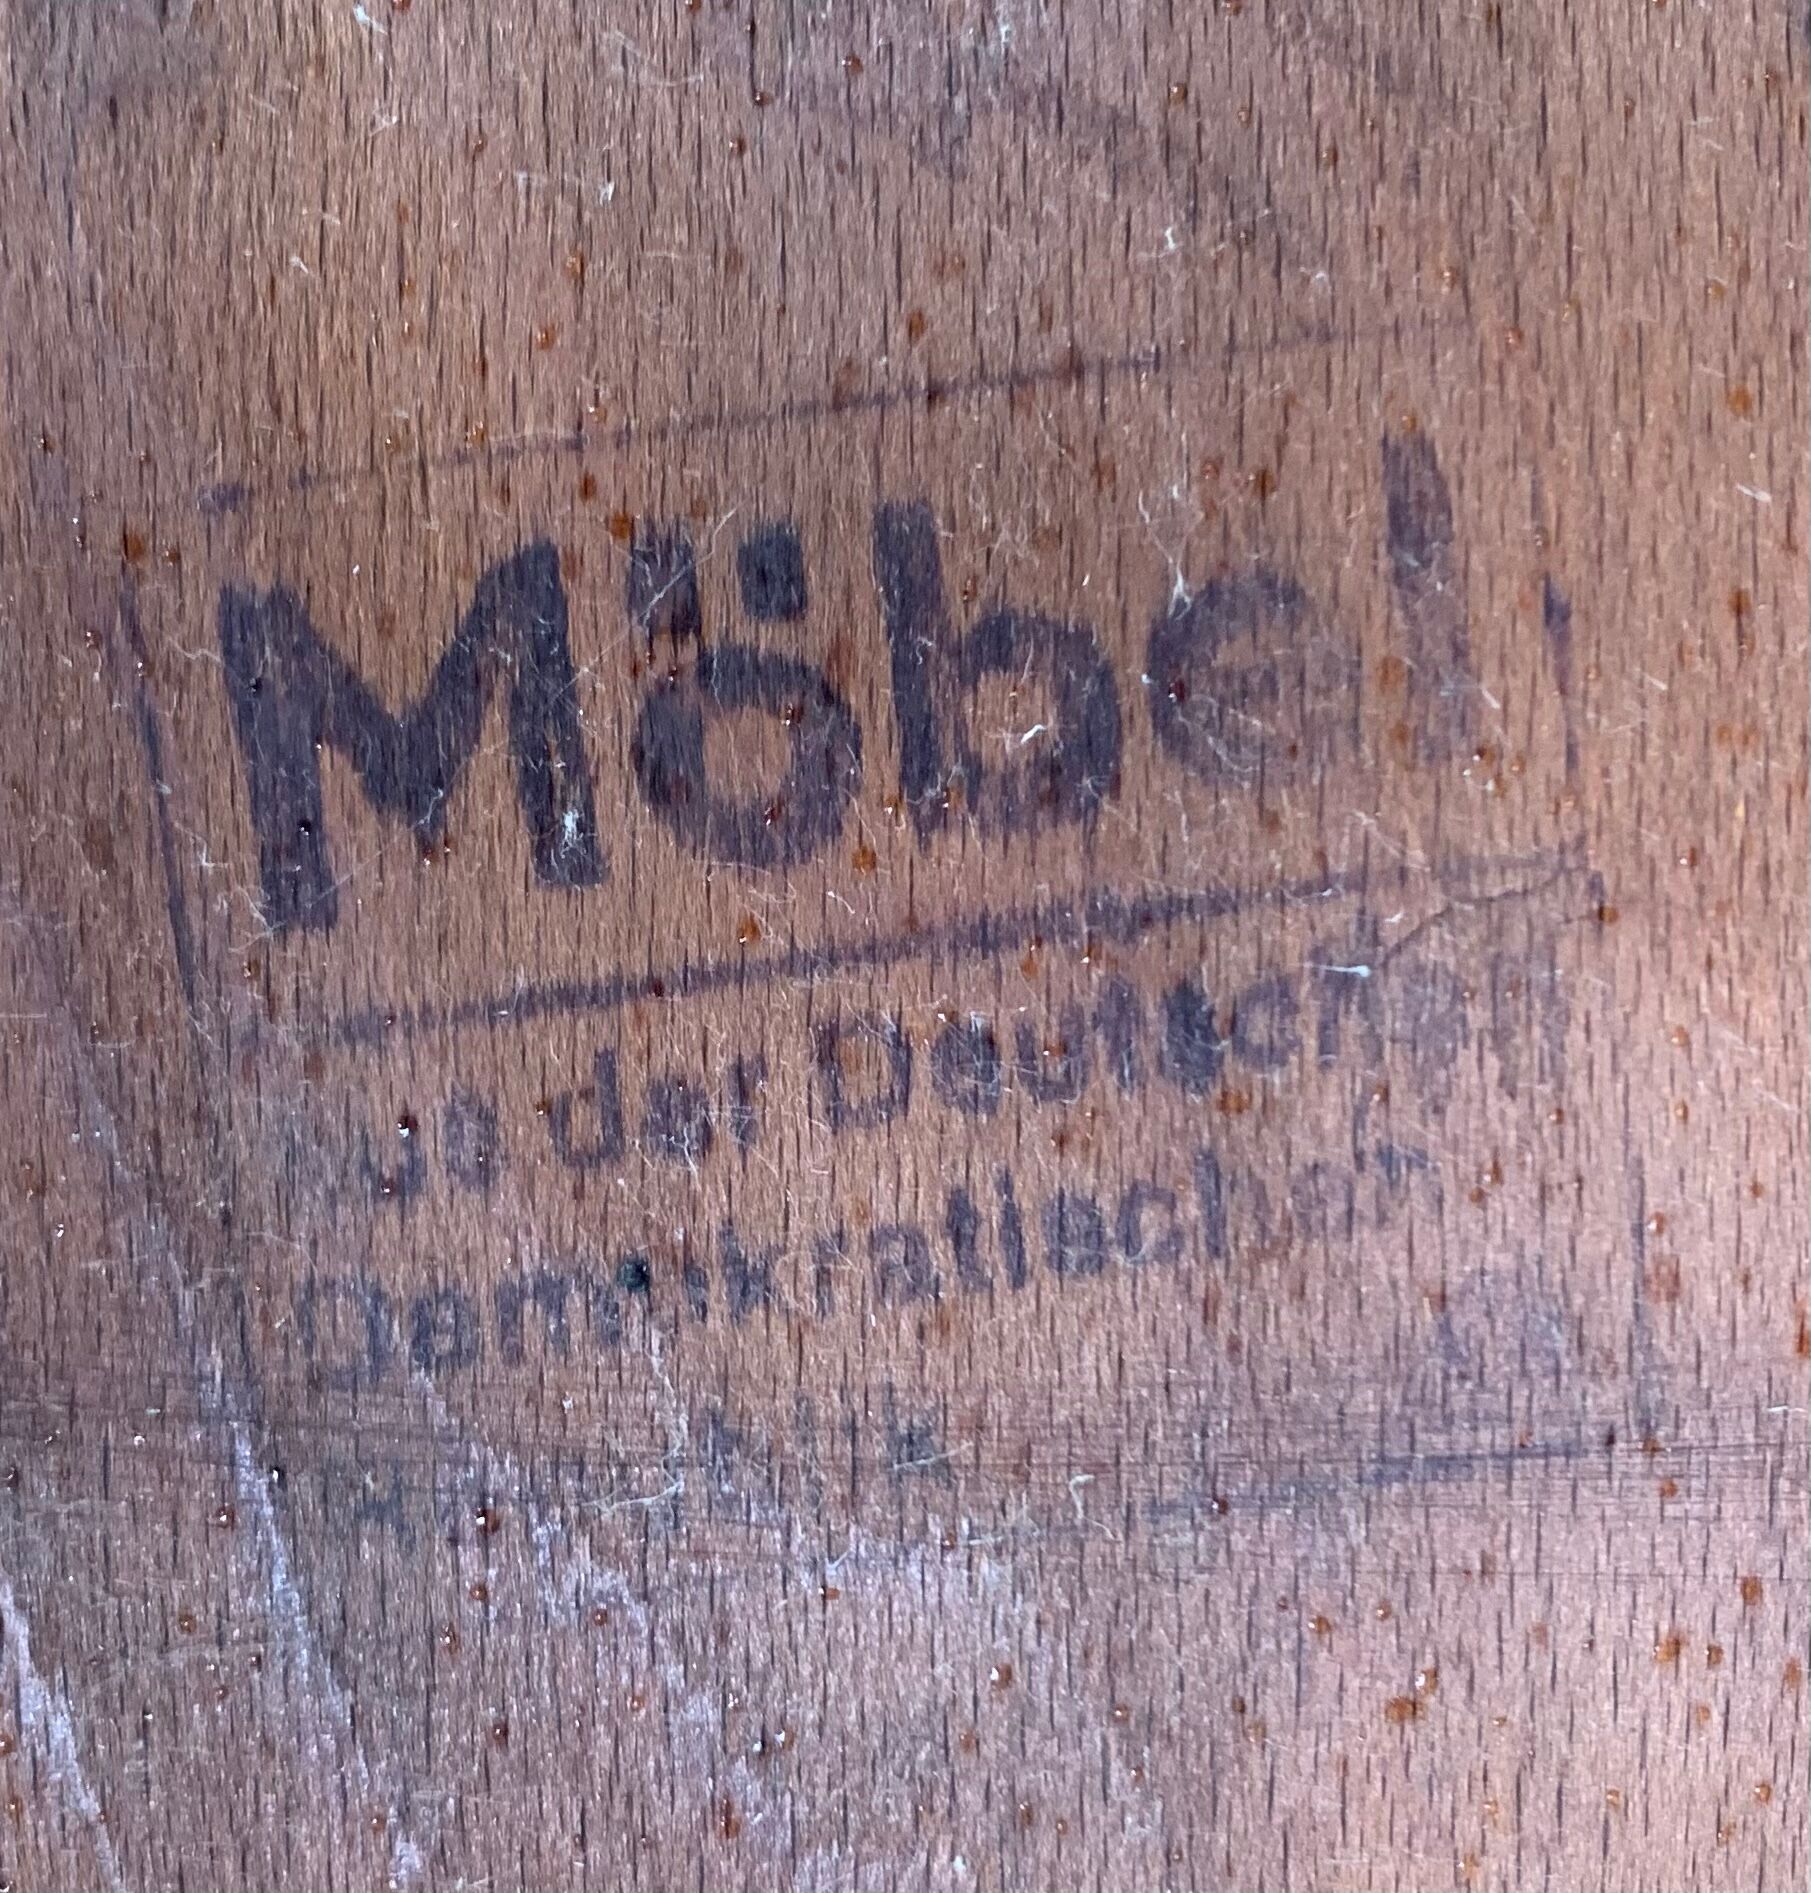 Möbel
der Deutschen
Demokratischen